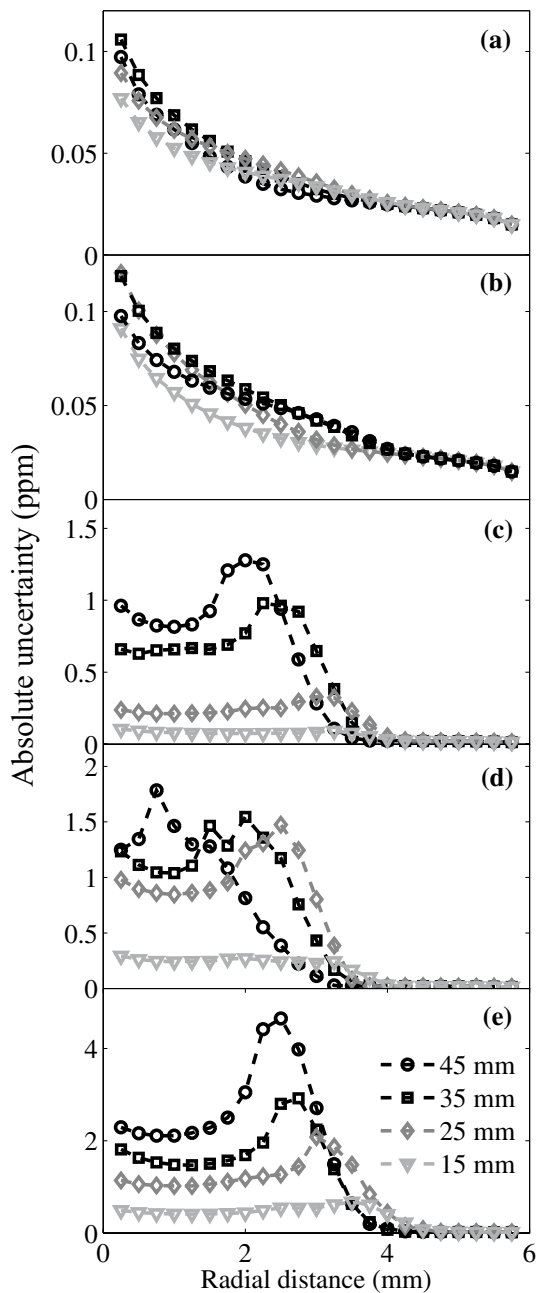 0.1
(a)
0.05
0
(b)
0.1
0.05
0
(c)
1.5
1
0.5
0
(d)
2
1.5
1
0.5
0
(e)
4
2
0
45 mm
35 mm
25 mm
15 mm
0 2 4 6
Radial distance (mm)
Absolute uncertainty (ppm)